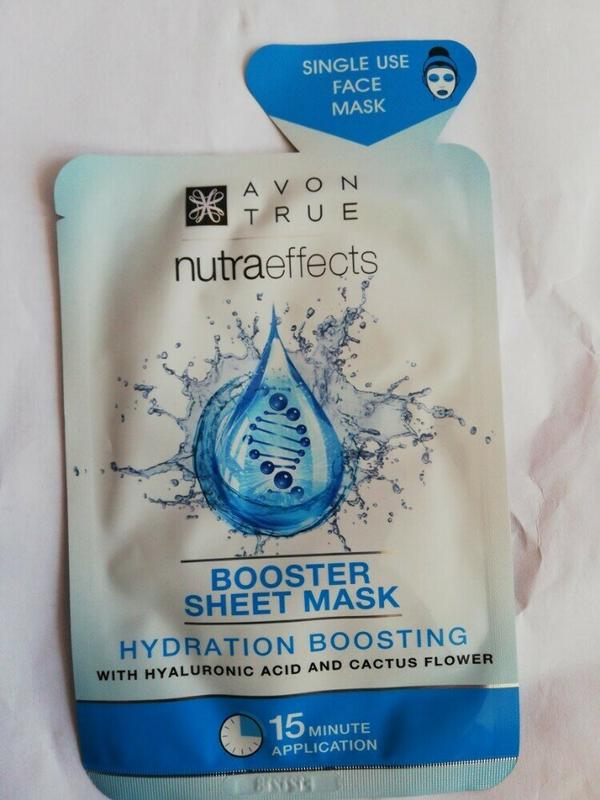 SINGLE USE
FACE
MASK
AVON
TRUE
nutraeffects
BOOSTER
SHEET MASK
HYDRATION BOOSTING
WITH HYALURONIC ACID AND CACTUS FLOWER
15 MINUTE
APPLICATION